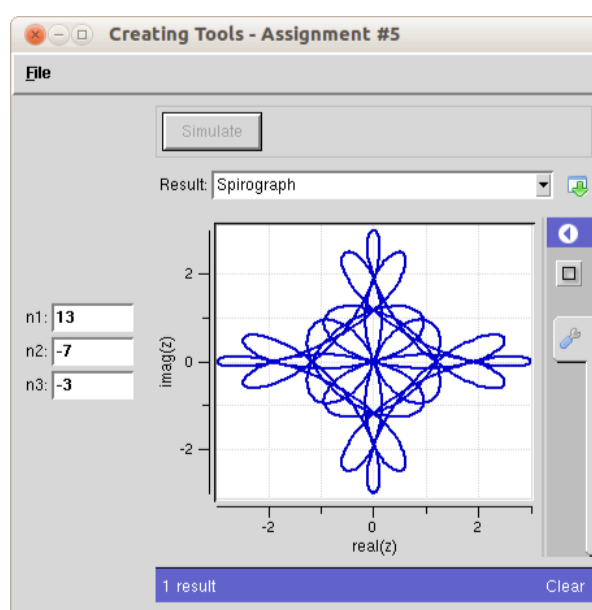 Creating Tools - Assignment #5
File
Simulate
Result: Spirograph
n1: 13
n2: -7
n3: -3
imag(z)
2
0
-2
-2 0 2
real(z)
1 result Clear